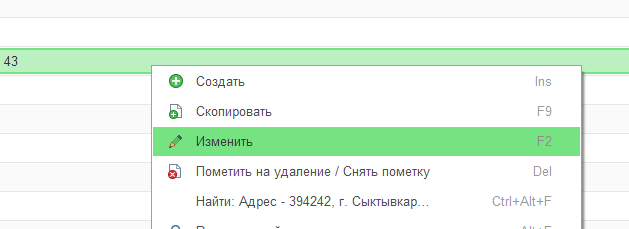 43
Создать Ins
Скопировать F9
Изменить F2
Пометить на удаление / Снять пометку Del
Найти: Адрес - 394242, г. Сыктывкар... Ctrl+Alt+F